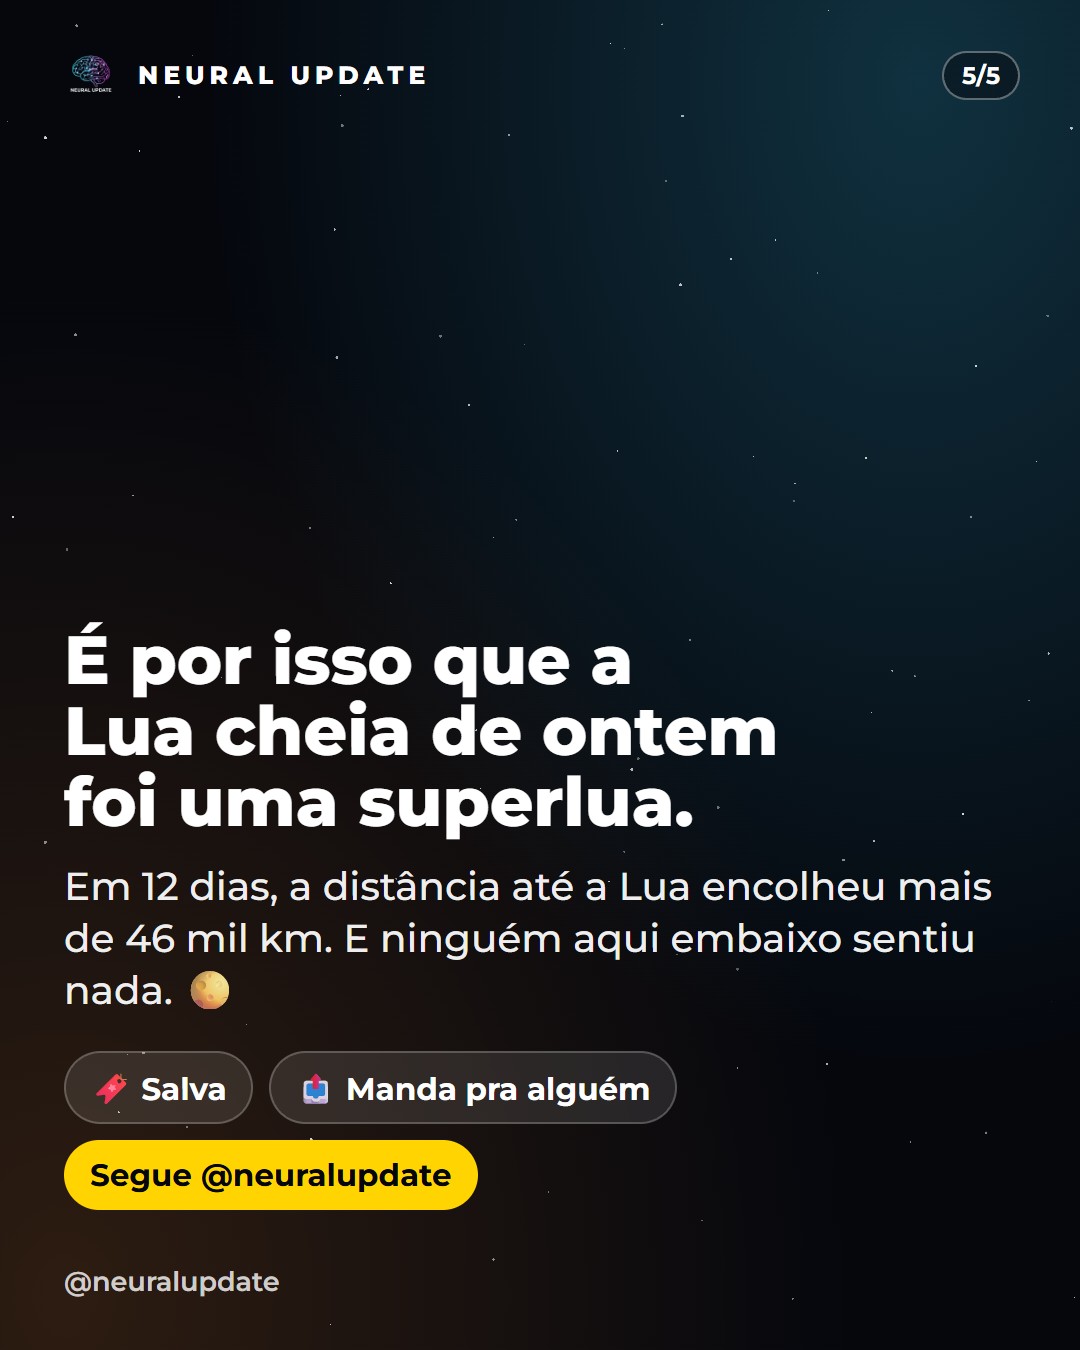 NEURAL UPDATE
NEURAL UPDATE
5/5
É por isso que a
Lua cheia de ontem
foi uma superlua.
Em 12 dias, a distância até a Lua encolheu mais
de 46 mil km. E ninguém aqui embaixo sentiu
nada. 🌕
🔖 Salva
📤 Manda pra alguém
Segue @neuralupdate
@neuralupdate